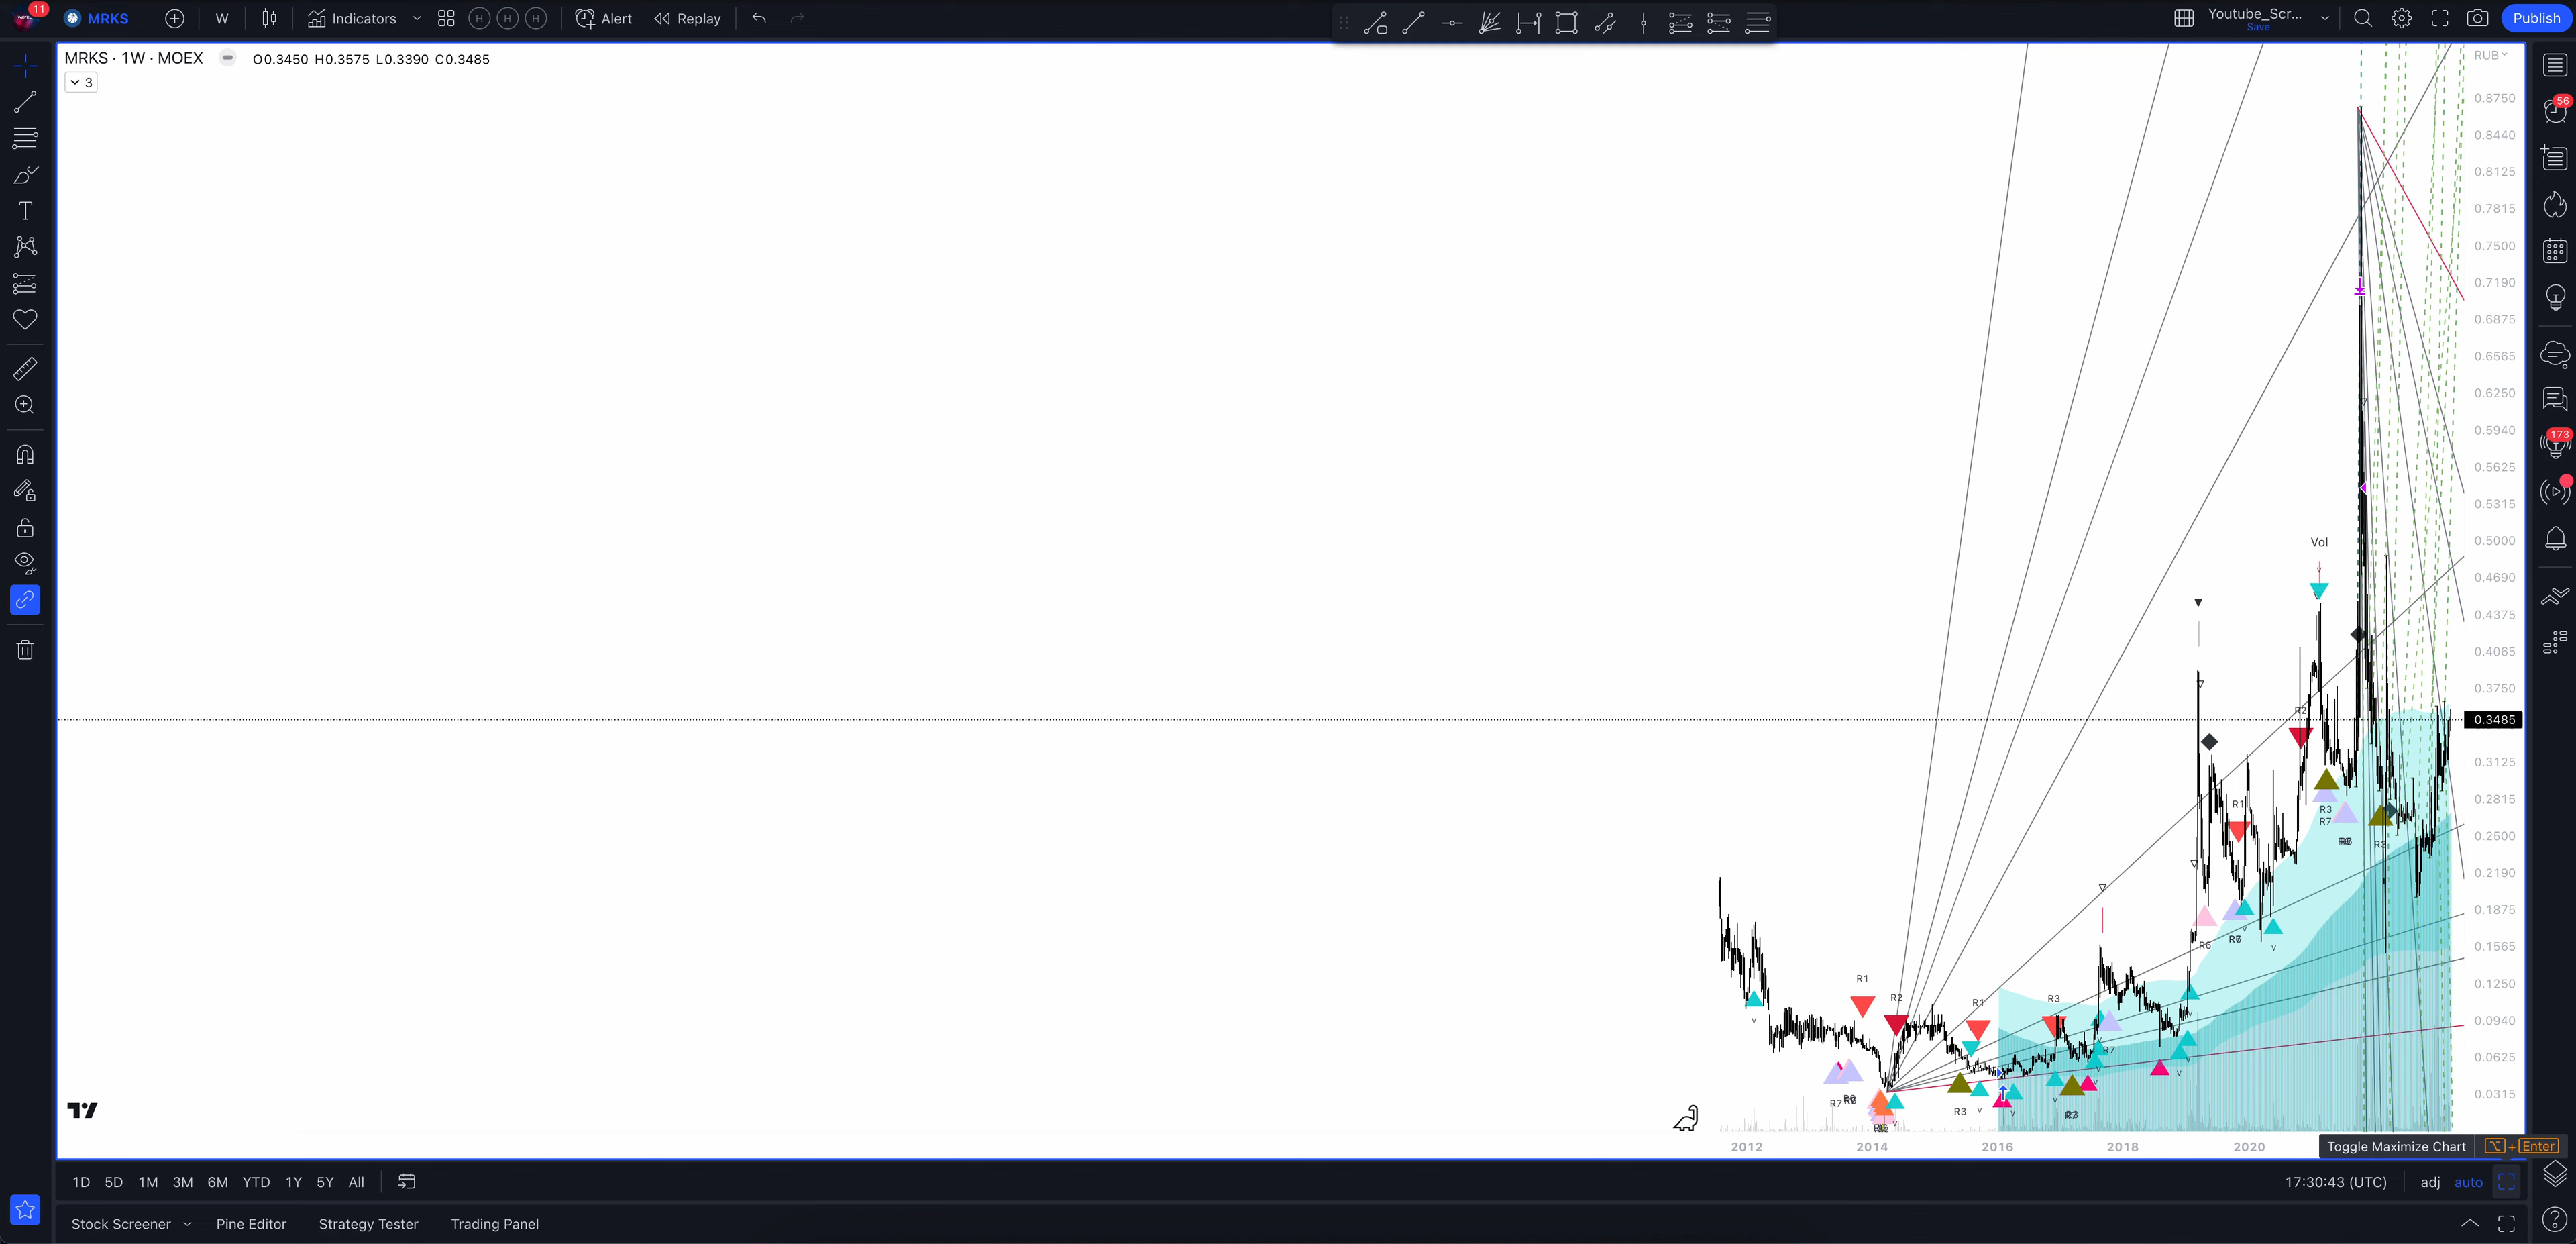 11
MRKS
W
Indicators
H
H
H
Alert
Replay
Youtube_Scr...
Save
Publish
MRKS · 1W · MOEX
O0.3450 H0.3575 L0.3390 C0.3485
3
RUB
0.8750
0.8440
0.8125
0.7815
0.7500
0.7190
0.6875
0.6565
0.6250
0.5940
0.5625
0.5315
0.5000
0.4690
0.4375
0.4065
0.3750
0.3485
0.3125
0.2815
0.2500
0.2190
0.1875
0.1565
0.1250
0.0940
0.0625
0.0315
56
173
Vol
v
R2
R1
R3
R7
R3
R6
v
v
R1
R2
R1
R3
v
R7
R7
R3
v
v
v
v
v
2012
2014
2016
2018
2020
Toggle Maximize Chart
⌥ + Enter
1D 5D 1M 3M 6M YTD 1Y 5Y All
17:30:43 (UTC)
adj
auto
Stock Screener
Pine Editor
Strategy Tester
Trading Panel